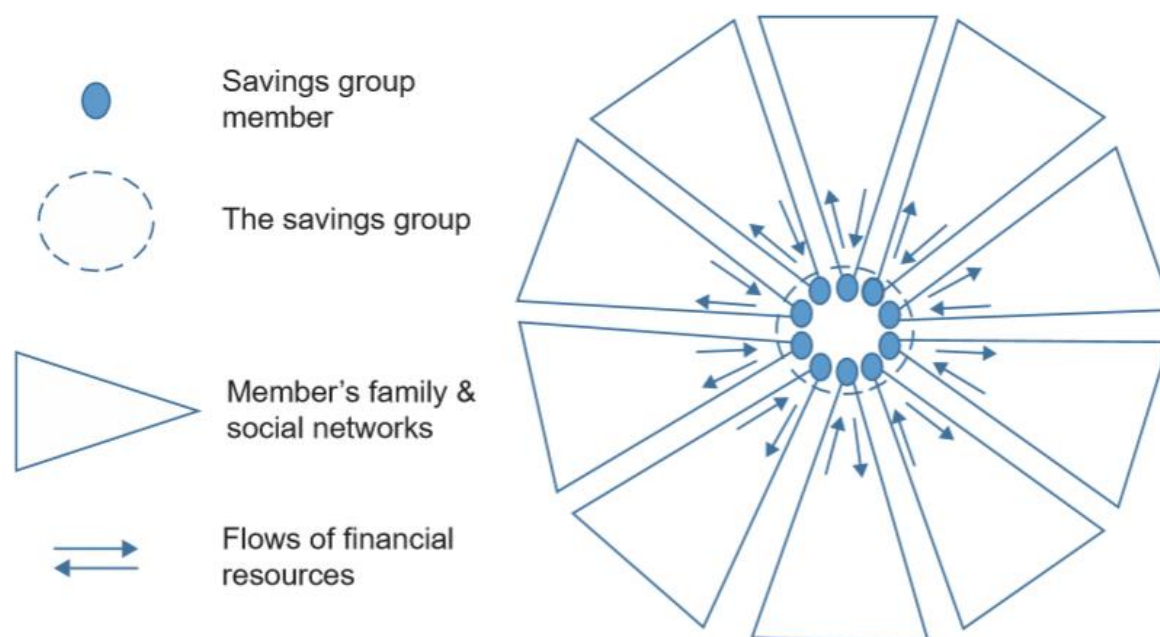 Savings group
member
The savings group
Member's family &
social networks
Flows of financial
resources